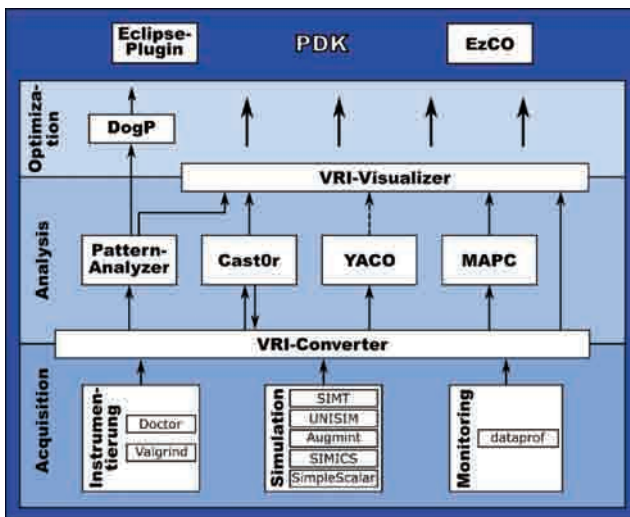 Eclipse-
Plugin
PDK
EzCO
Optimiza-
tion
DogP
VRI-Visualizer
Analysis
Pattern-
Analyzer
Cast0r
YACO
MAPC
VRI-Converter
Acquisition
Instrumen-
tierung
Doctor
Valgrind
Simulation
SIMT
UNISIM
Augmint
SIMICS
SimpleScalar
Monitoring
dataprof